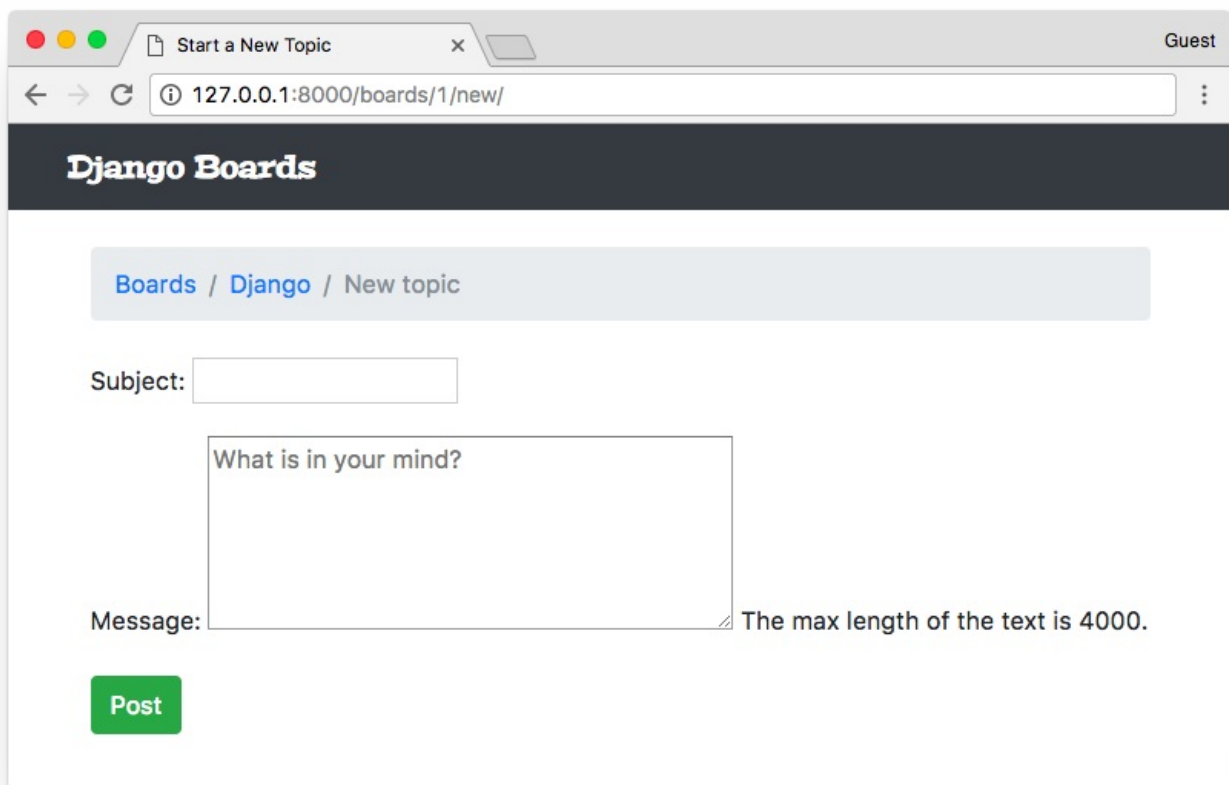 Start a New Topic
Guest
127.0.0.1:8000/boards/1/new/
Django Boards
Boards / Django / New topic
Subject:
What is in your mind?
Message: The max length of the text is 4000.
Post